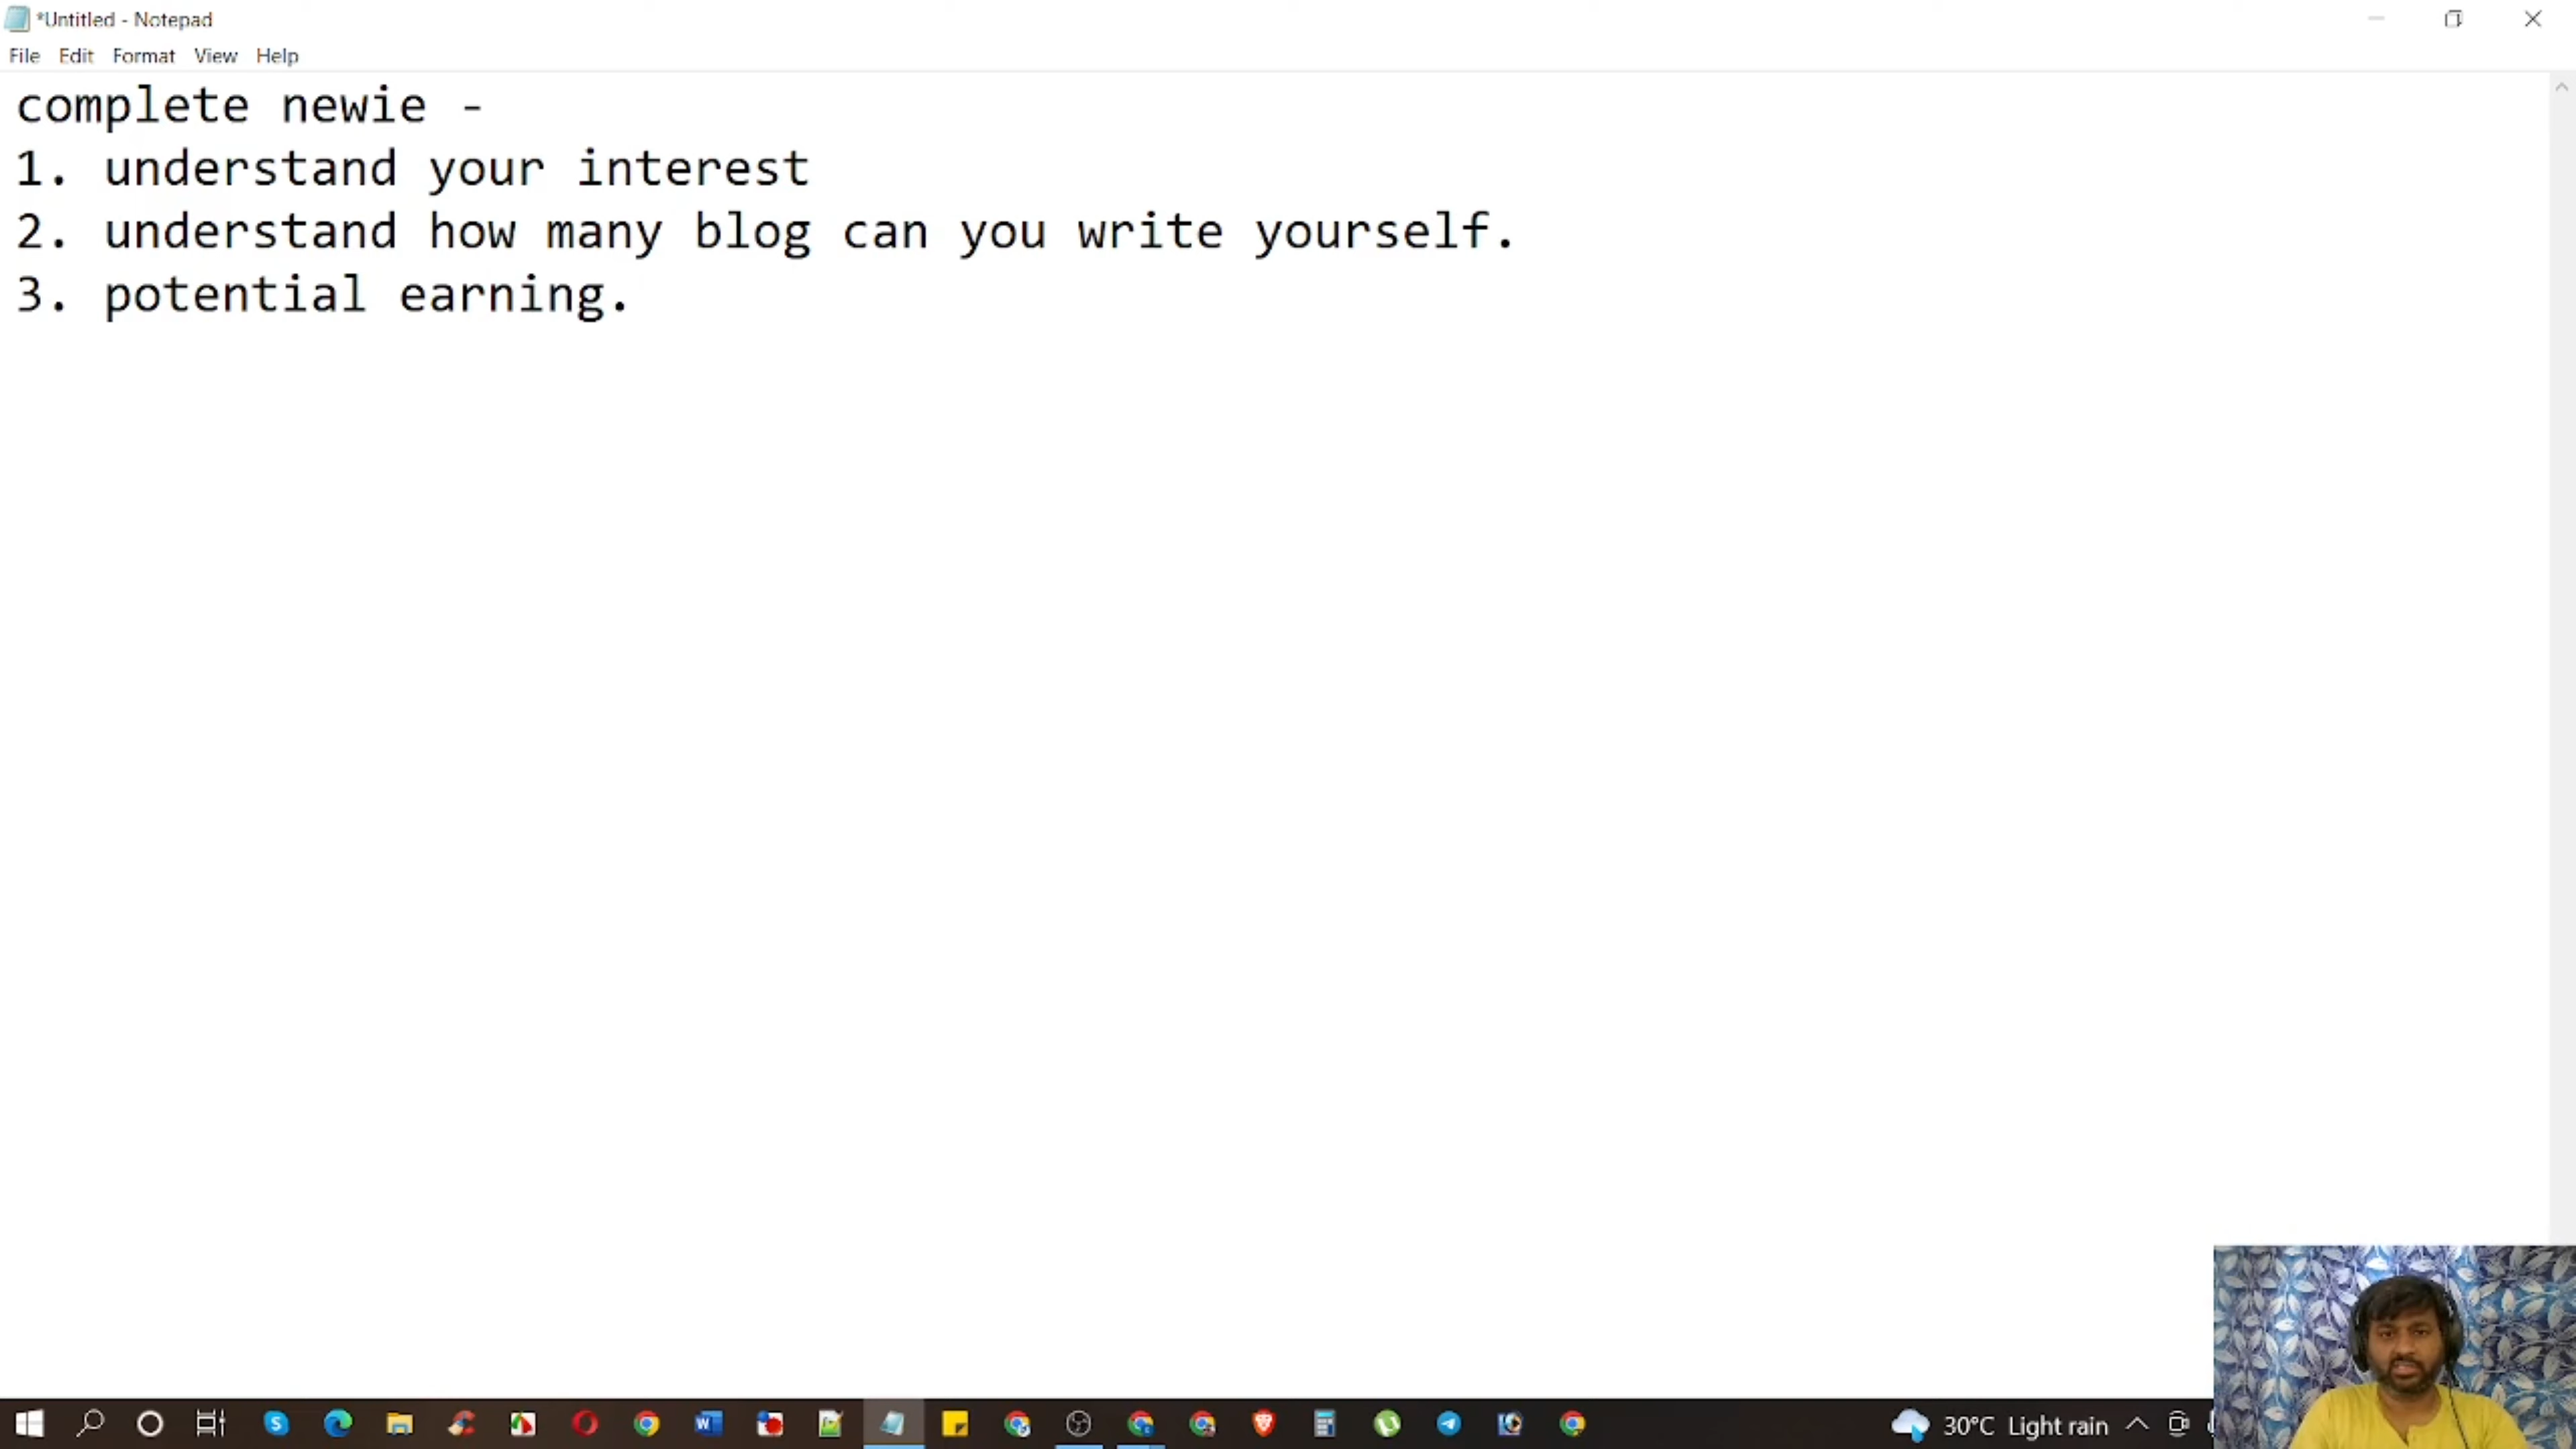 *Untitled - Notepad
File Edit Format View Help
complete newie -
1. understand your interest
2. understand how many blog can you write yourself.
3. potential earning.
30°C Light rain